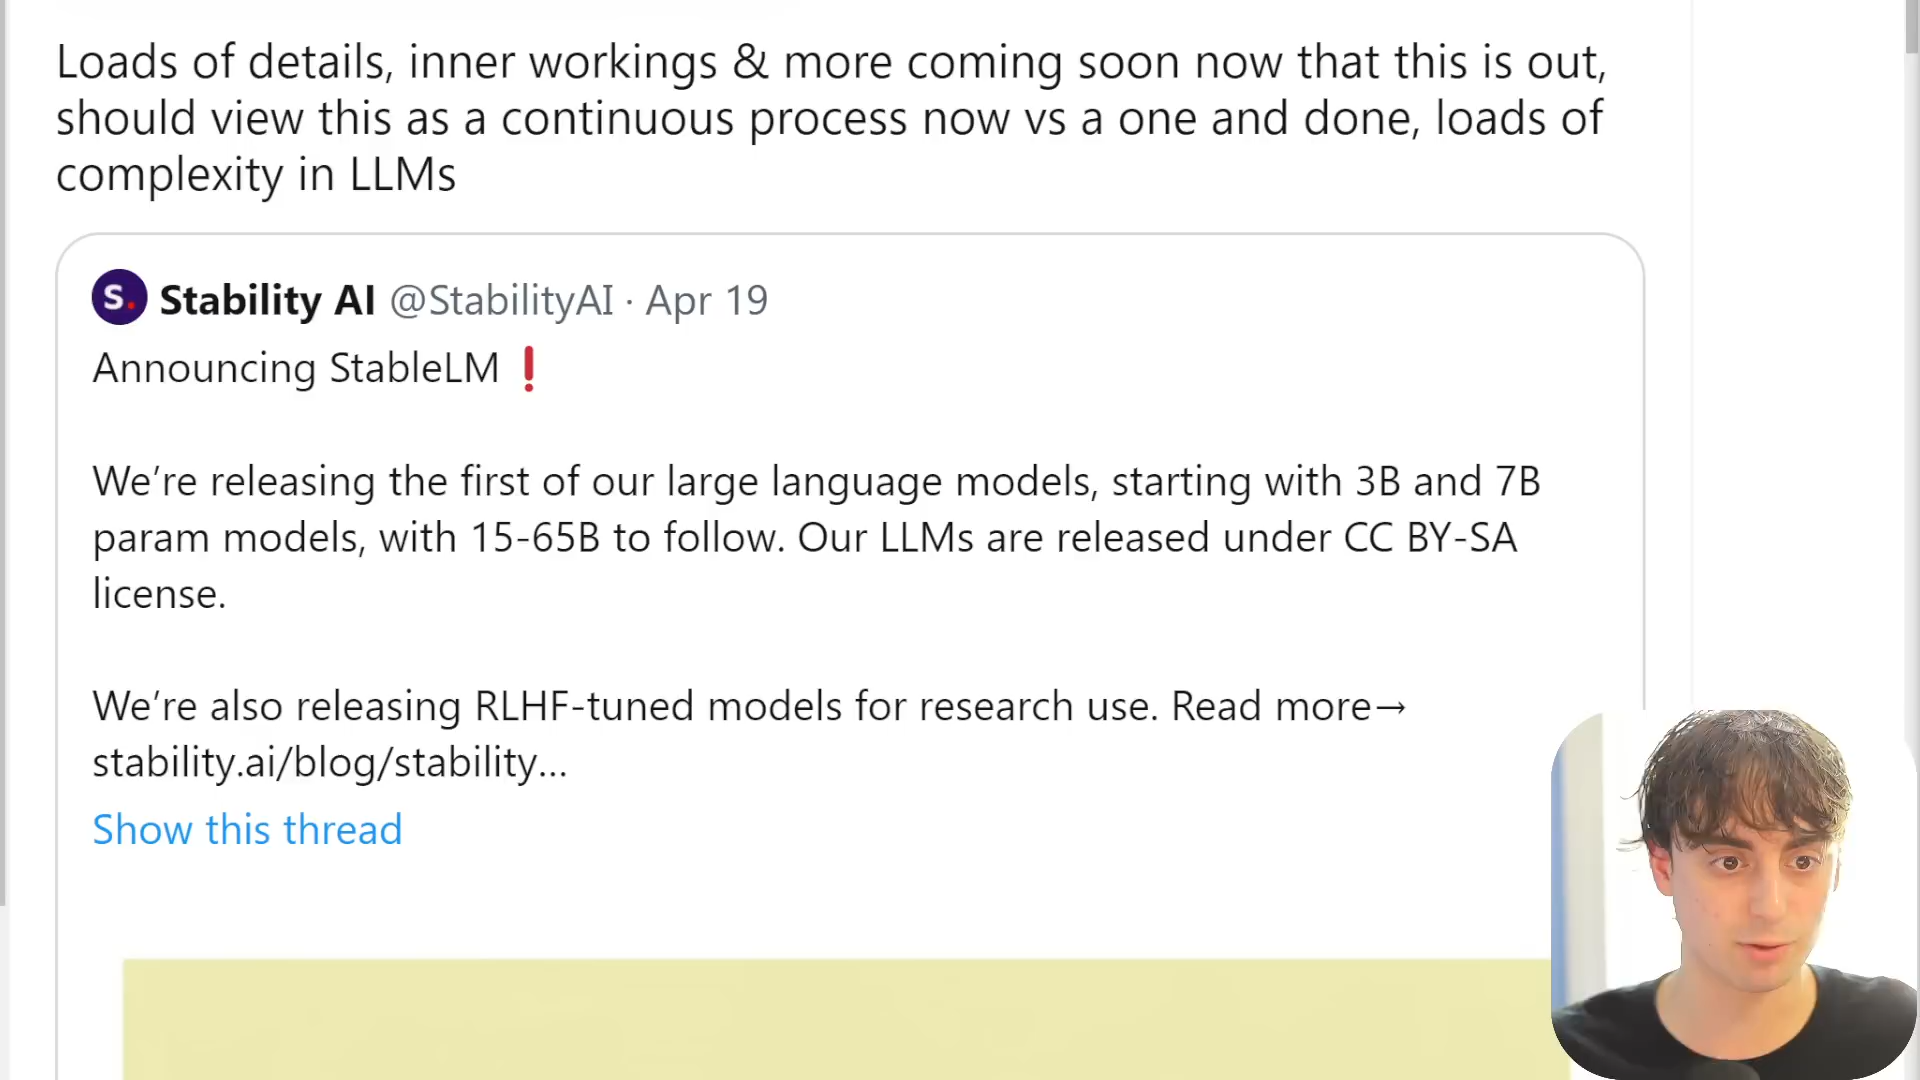 Loads of details, inner workings & more coming soon now that this is out,
should view this as a continuous process now vs a one and done, loads of
complexity in LLMs
S. Stability AI @StabilityAI · Apr 19
Announcing StableLM❗
We’re releasing the first of our large language models, starting with 3B and 7B
param models, with 15-65B to follow. Our LLMs are released under CC BY-SA
license.
We’re also releasing RLHF-tuned models for research use. Read more→
stability.ai/blog/stability…
Show this thread